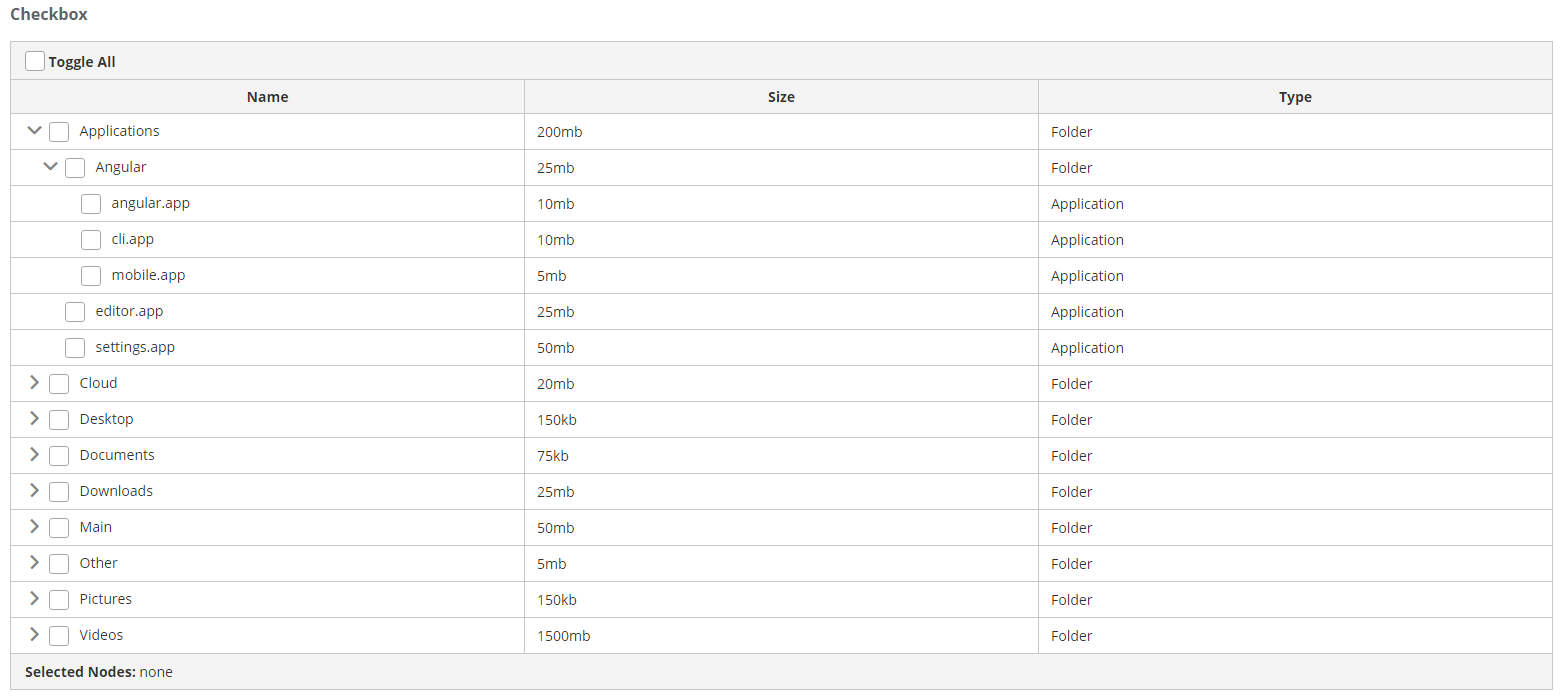 Checkbox
Toggle All
Name Size Type
Applications 200mb Folder
Angular 25mb Folder
angular.app 10mb Application
cli.app 10mb Application
mobile.app 5mb Application
editor.app 25mb Application
settings.app 50mb Application
Cloud 20mb Folder
Desktop 150kb Folder
Documents 75kb Folder
Downloads 25mb Folder
Main 50mb Folder
Other 5mb Folder
Pictures 150kb Folder
Videos 1500mb Folder
Selected Nodes: none